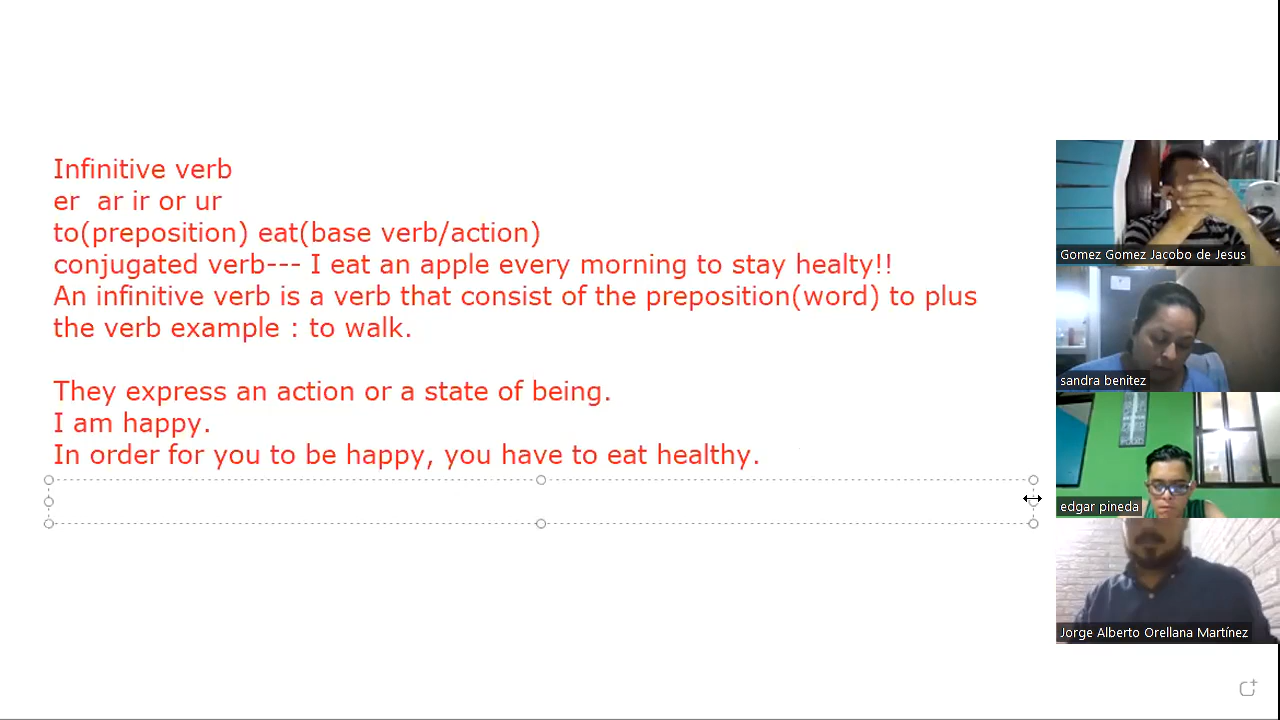 Infinitive verb
er ar ir or ur
to(preposition) eat(base verb/action)
conjugated verb--- I eat an apple every morning to stay healty!!
An infinitive verb is a verb that consist of the preposition(word) to plus
the verb example : to walk.
They express an action or a state of being.
I am happy.
In order for you to be happy, you have to eat healthy.
Gomez Gomez Jacobo de Jesus
sandra benitez
edgar pineda
Jorge Alberto Orellana Martínez